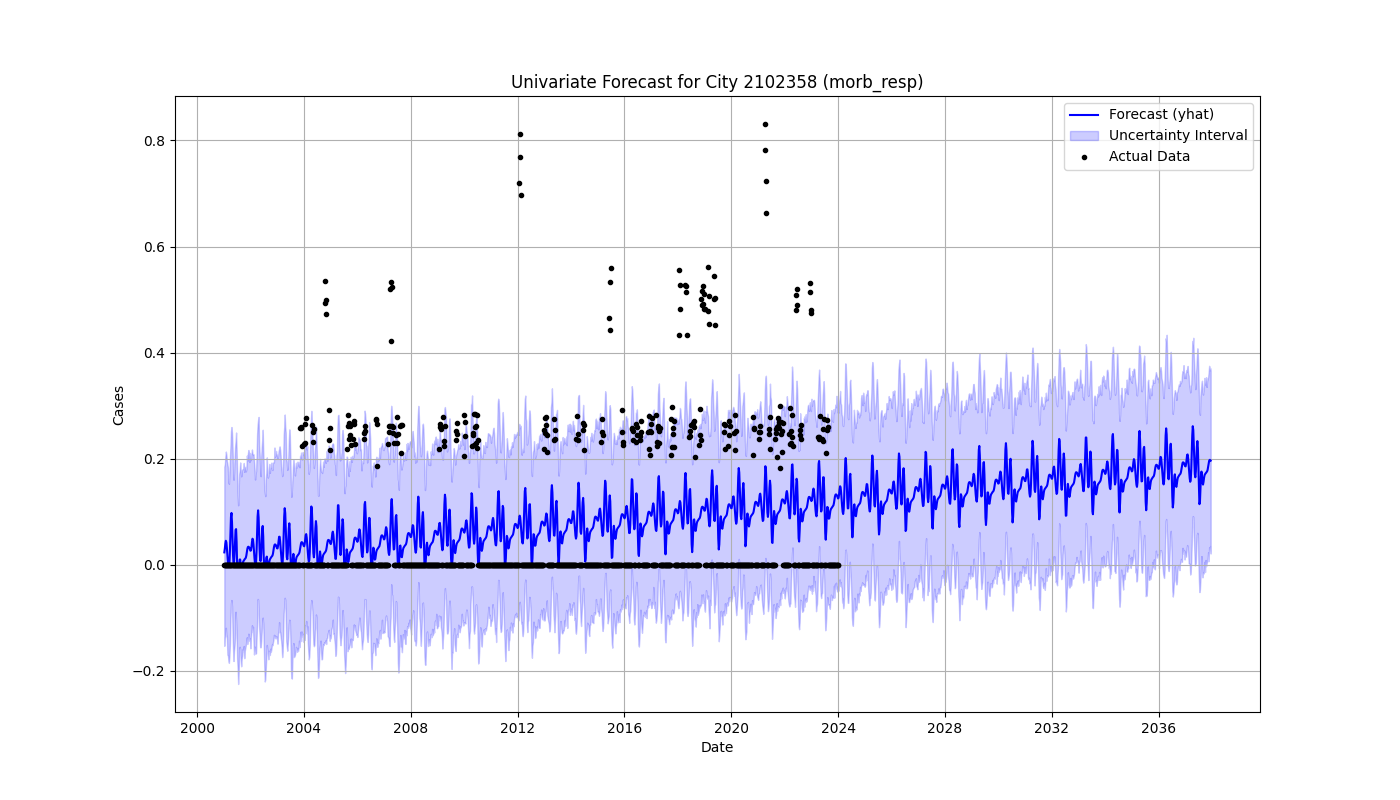 Univariate Forecast for City 2102358 (morb_resp)
Forecast (yhat)
Uncertainty Interval
Actual Data
Cases
0.8
0.6
0.4
0.2
0.0
−0.2
2000 2004 2008 2012 2016 2020 2024 2028 2032 2036
Date